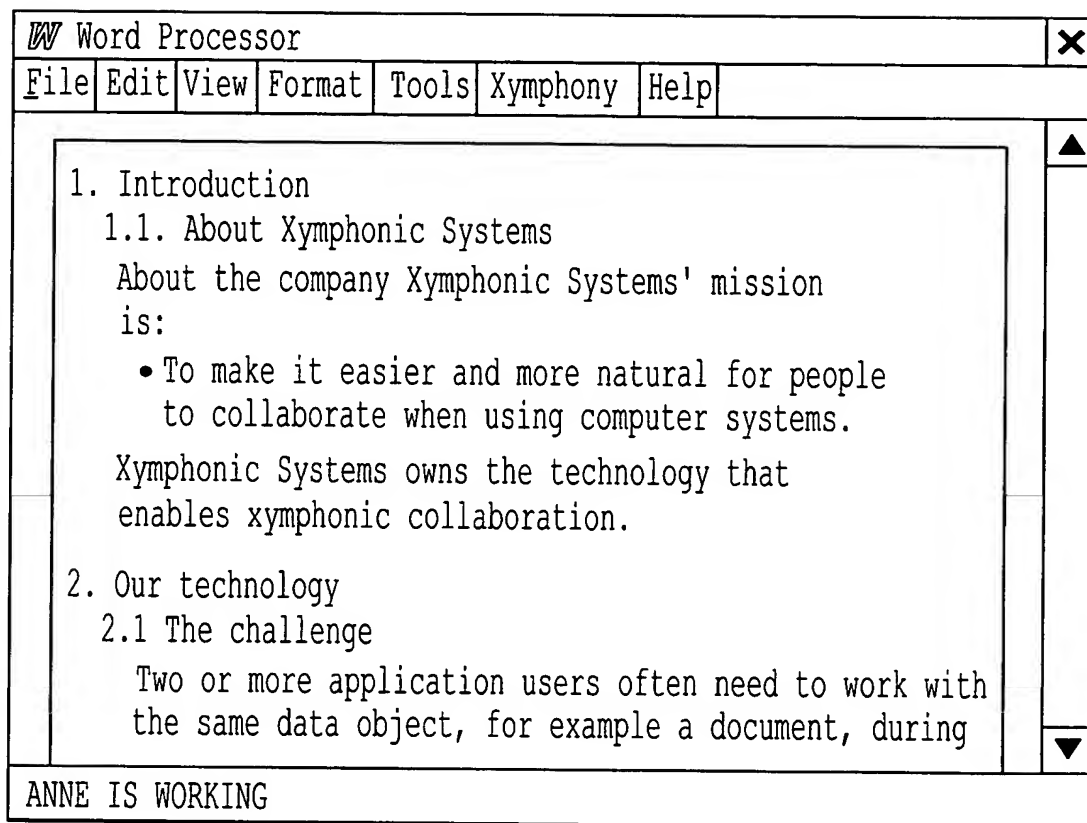 W Word Processor
File Edit View Format Tools Xymphony Help
1. Introduction
1.1. About Xymphonic Systems
About the company Xymphonic Systems' mission
is:
• To make it easier and more natural for people
to collaborate when using computer systems.
Xymphonic Systems owns the technology that
enables xymphonic collaboration.
2. Our technology
2.1 The challenge
Two or more application users often need to work with
the same data object, for example a document, during
ANNE IS WORKING